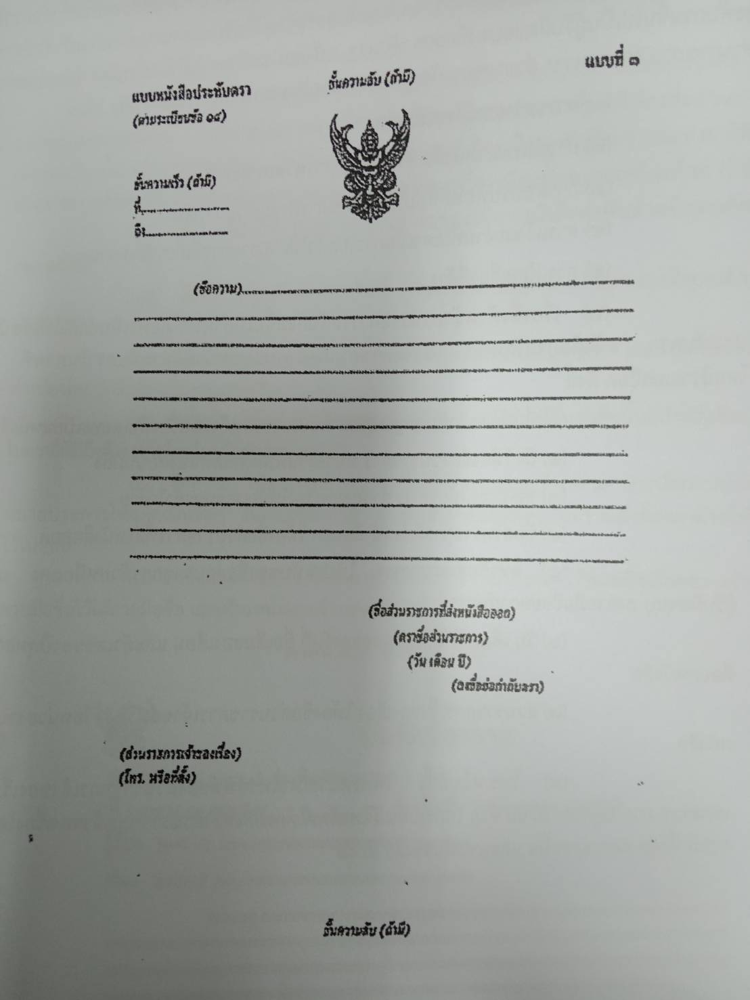 แบบที่ ๑
ชั้นความลับ (ถ้ามี)
แบบหนังสือประทับตรา
(ตามระเบียบข้อ ๑๔)
ชั้นความเร็ว (ถ้ามี)
ที่
ถึง
(ข้อความ)
(ชื่อส่วนราชการที่ส่งหนังสือออก)
(ตราชื่อส่วนราชการ)
(วัน เดือน ปี)
(ลงชื่อย่อกำกับตรา)
(ส่วนราชการเจ้าของเรื่อง)
(โทร. หรือที่ตั้ง)
ชั้นความลับ (ถ้ามี)